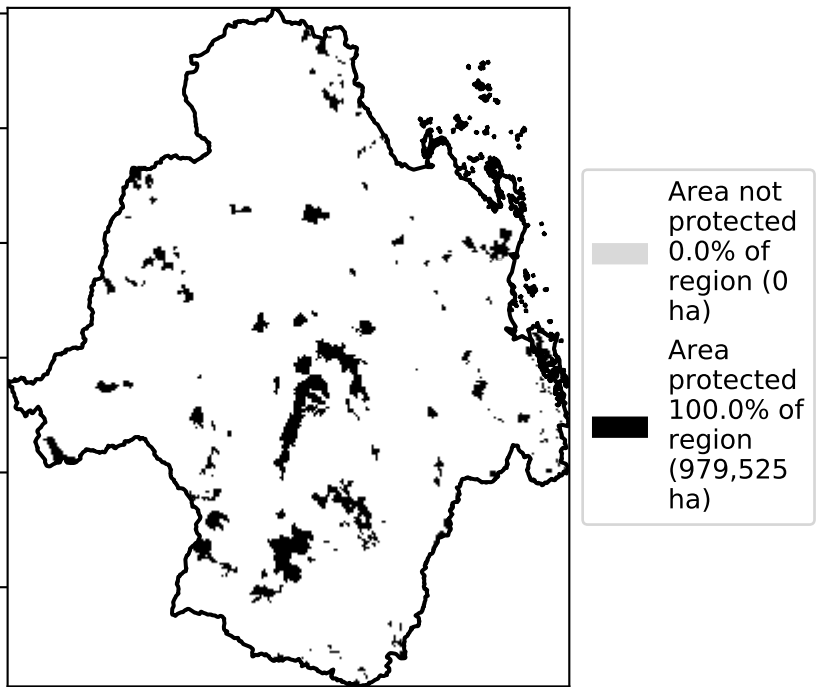 Area not
protected
0.0% of
region (0
ha)
Area
protected
100.0% of
region
(979,525
ha)